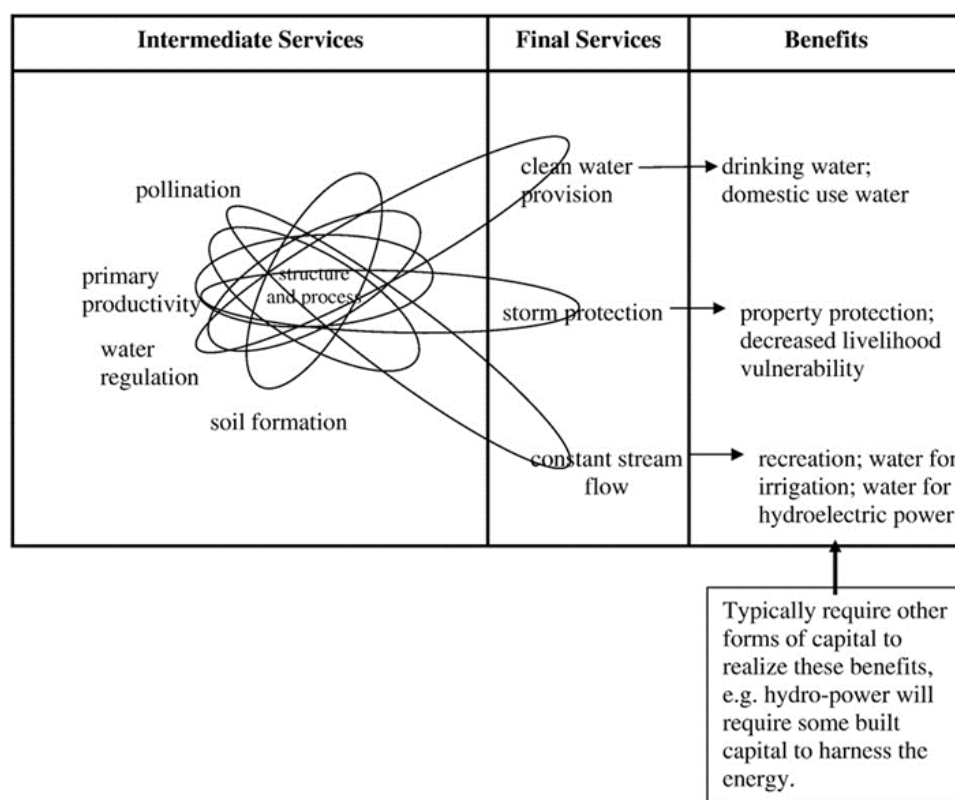 Intermediate Services
Final Services
Benefits
pollination
primary
productivity
water
regulation
soil formation
structure
and process
clean water
provision
storm protection
constant stream
flow
drinking water;
domestic use water
property protection;
decreased livelihood
vulnerability
recreation; water for
irrigation; water for
hydroelectric power
Typically require other
forms of capital to
realize these benefits,
e.g. hydro-power will
require some built
capital to harness the
energy.